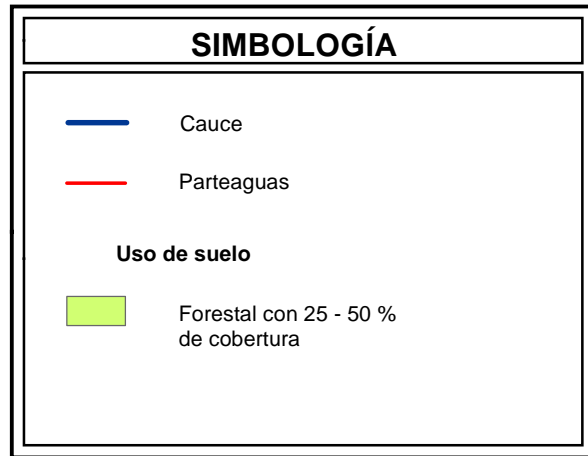 SIMBOLOGÍA
Cauce
Parteaguas
Uso de suelo
Forestal con 25 - 50 %
de cobertura